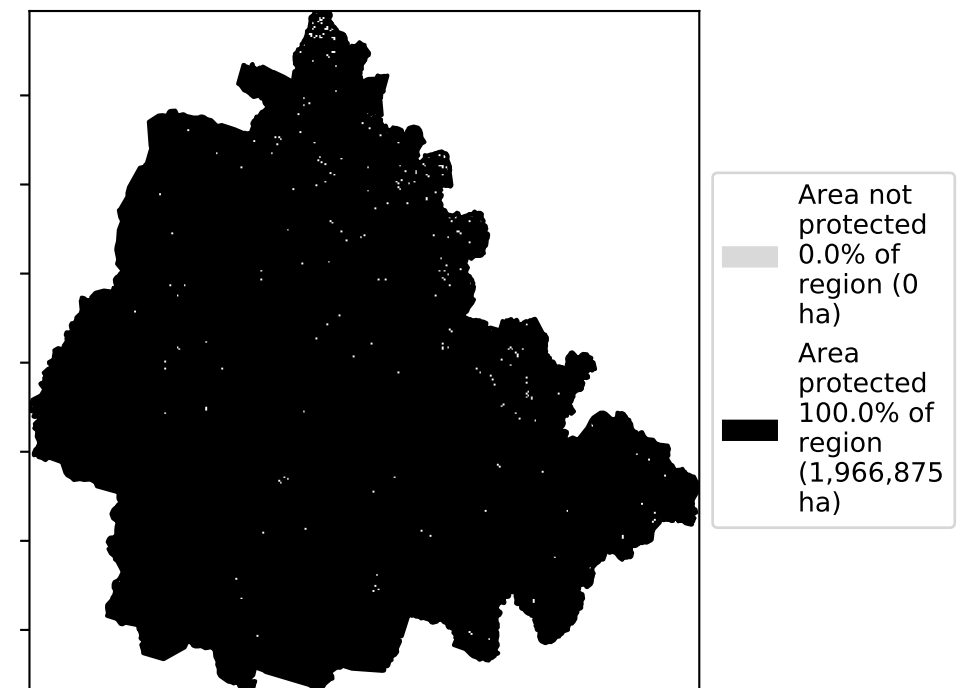 Area not
protected
0.0% of
region (0
ha)
Area
protected
100.0% of
region
(1,966,875
ha)